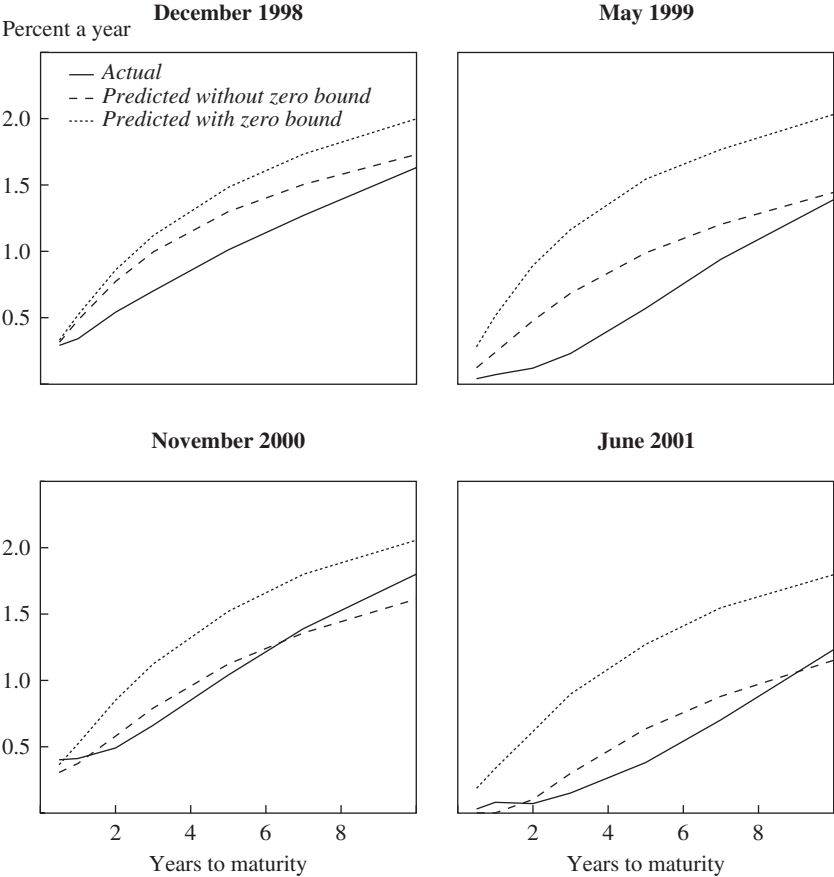 December 1998
May 1999
Percent a year
Actual
Predicted without zero bound
Predicted with zero bound
2.0
1.5
1.0
0.5
November 2000
June 2001
2.0
1.5
1.0
0.5
2 4 6 8
2 4 6 8
Years to maturity
Years to maturity